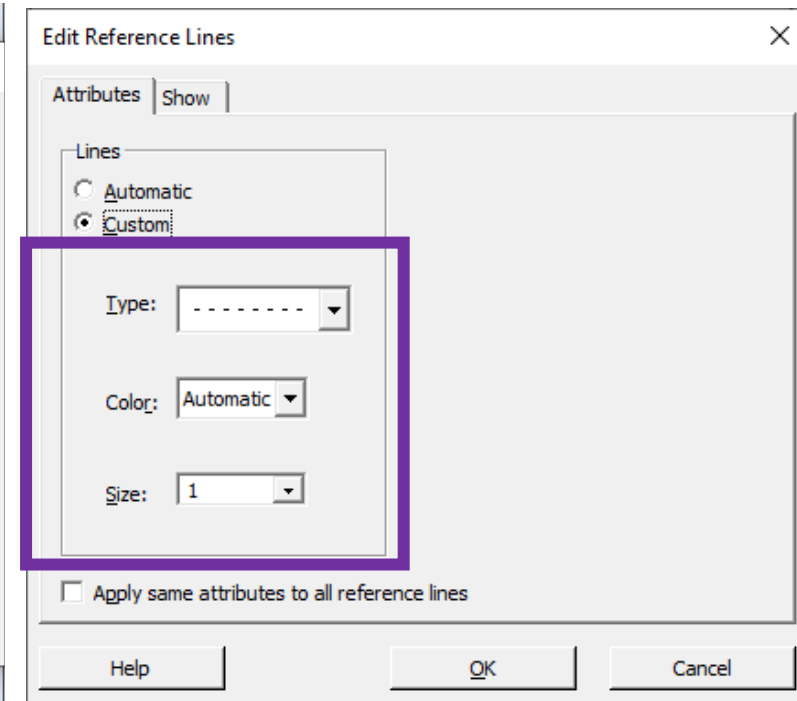 Edit Reference Lines
Attributes Show
Lines
Automatic
Custom
Type: - - - - - - - -
Color: Automatic
Size: 1
Apply same attributes to all reference lines
Help OK Cancel